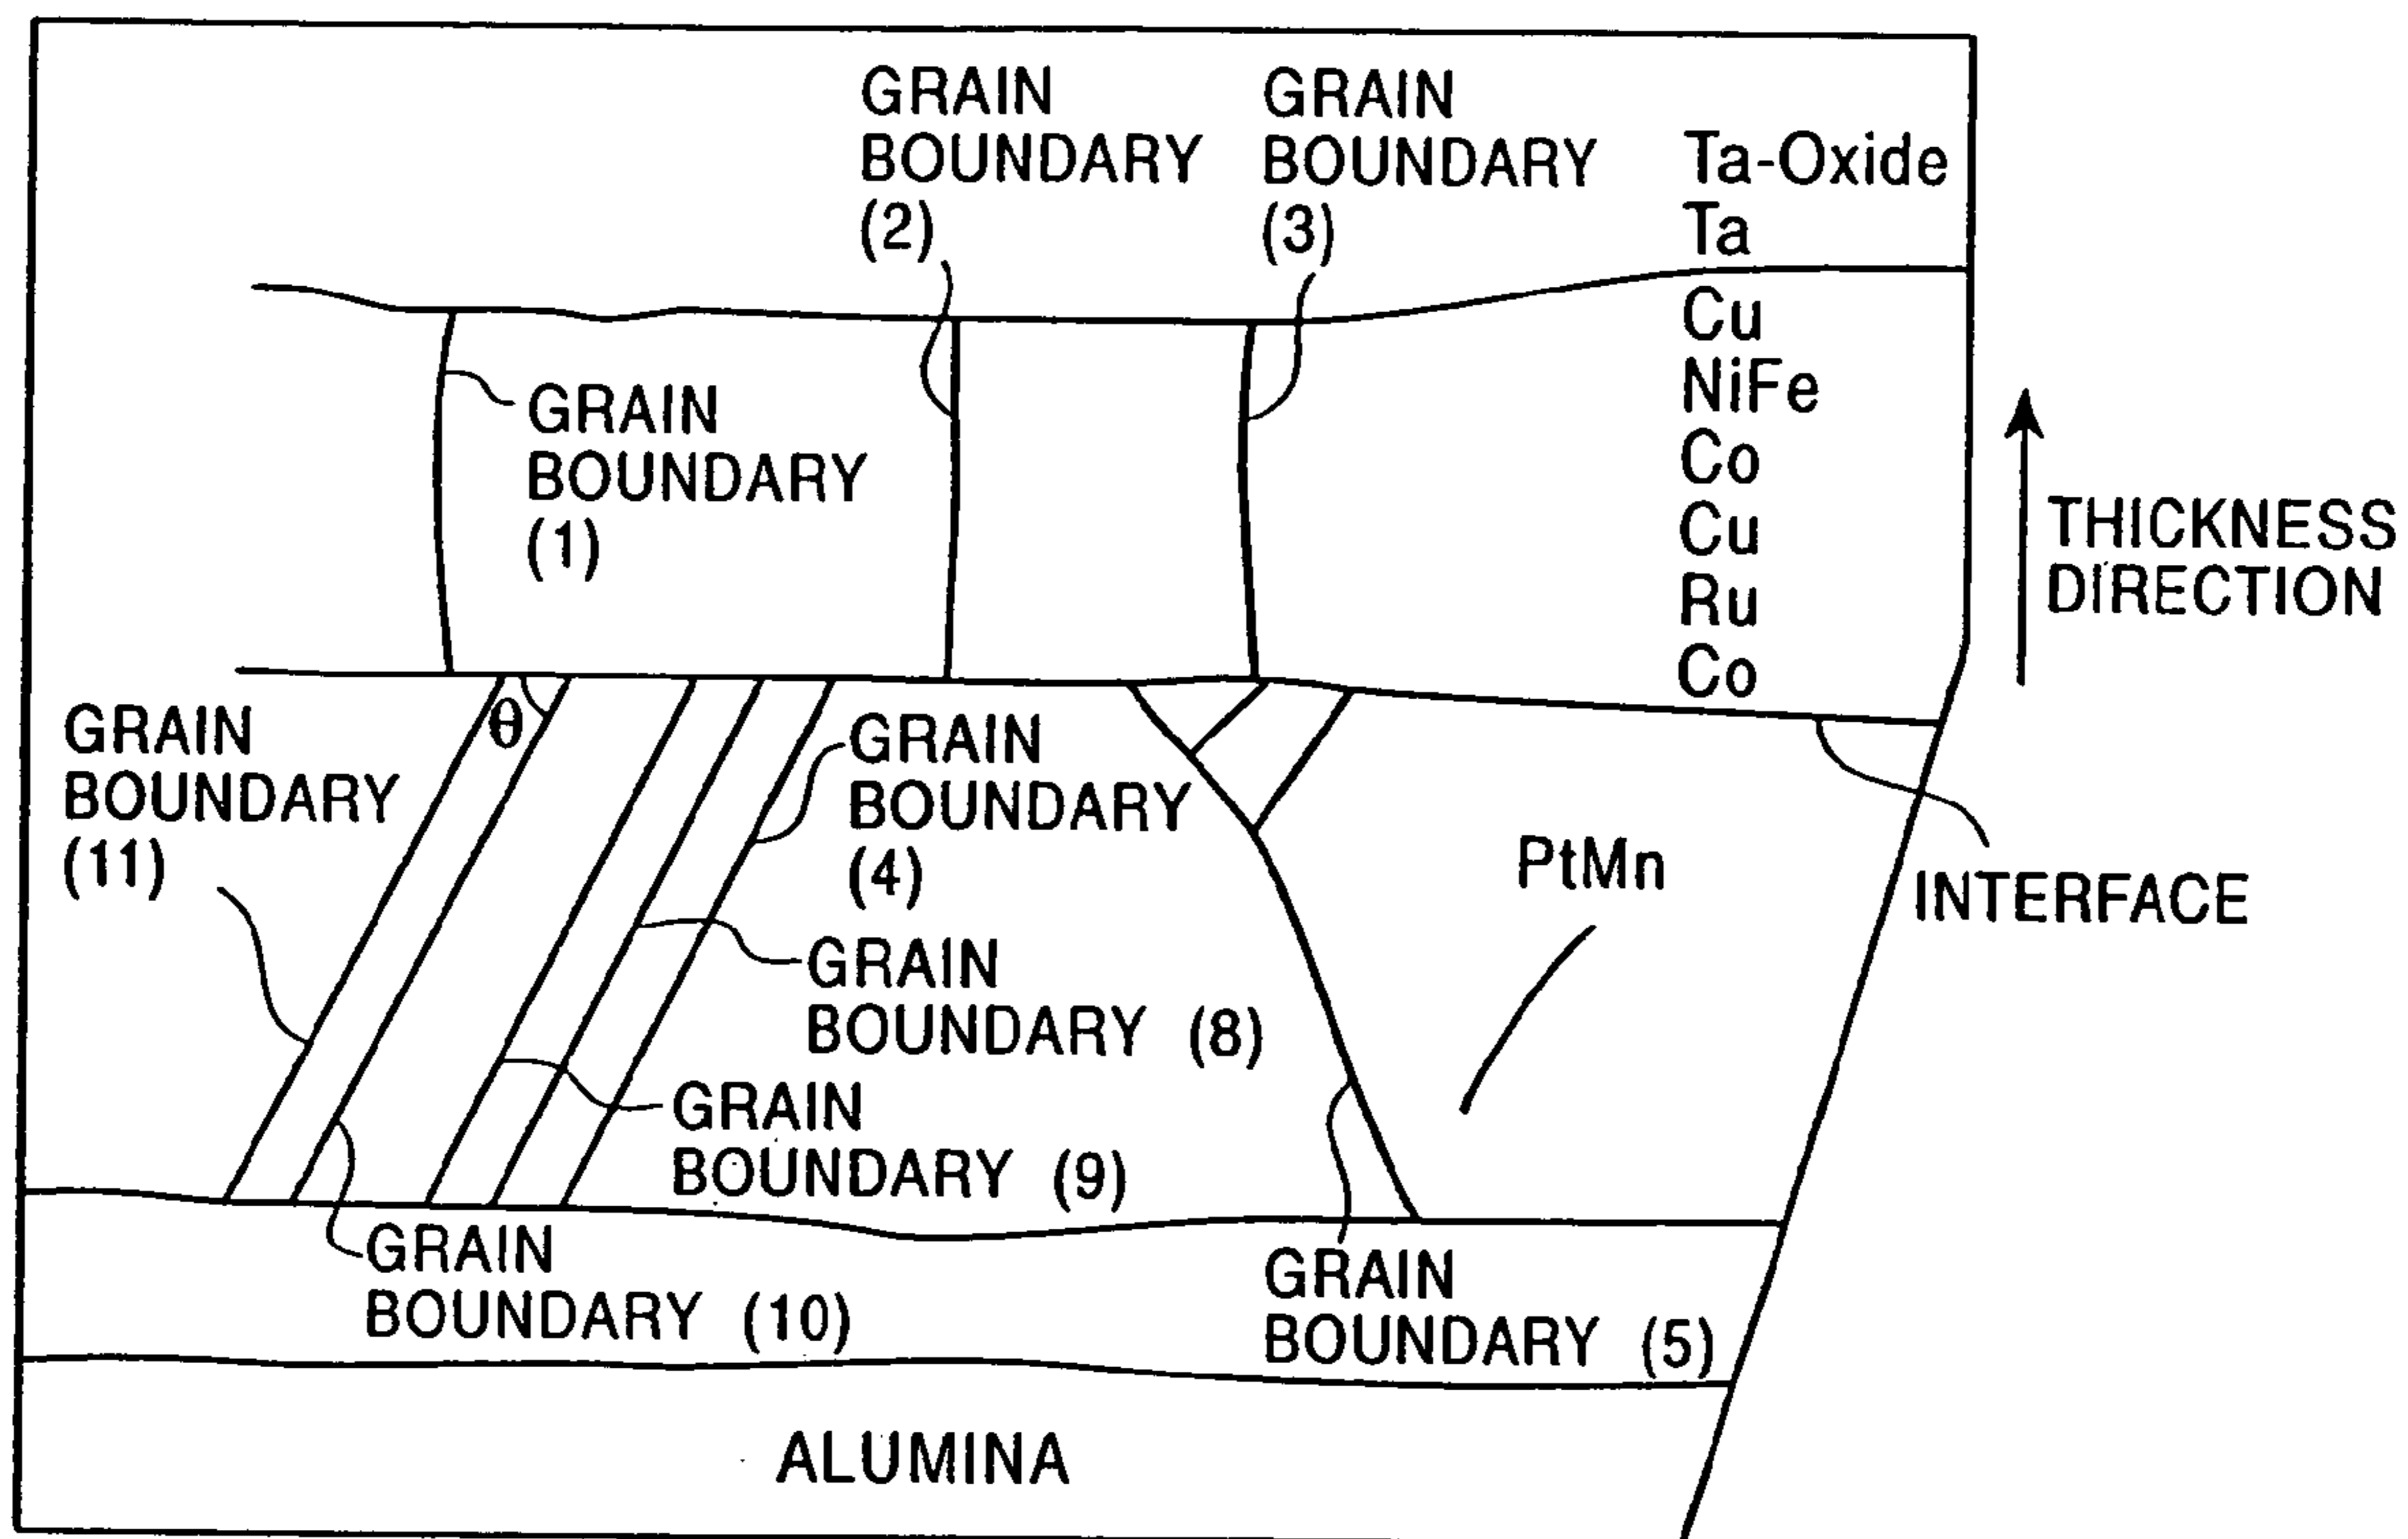 GRAIN
BOUNDARY
(2)
GRAIN
BOUNDARY
(3)
Ta-Oxide
Ta
Cu
NiFe
Co
Cu
Ru
Co
GRAIN
BOUNDARY
(1)
THICKNESS
DIRECTION
θ
GRAIN
BOUNDARY
(11)
GRAIN
BOUNDARY
(4)
PtMn
INTERFACE
GRAIN
BOUNDARY (8)
GRAIN
BOUNDARY (9)
GRAIN
BOUNDARY (10)
GRAIN
BOUNDARY (5)
ALUMINA